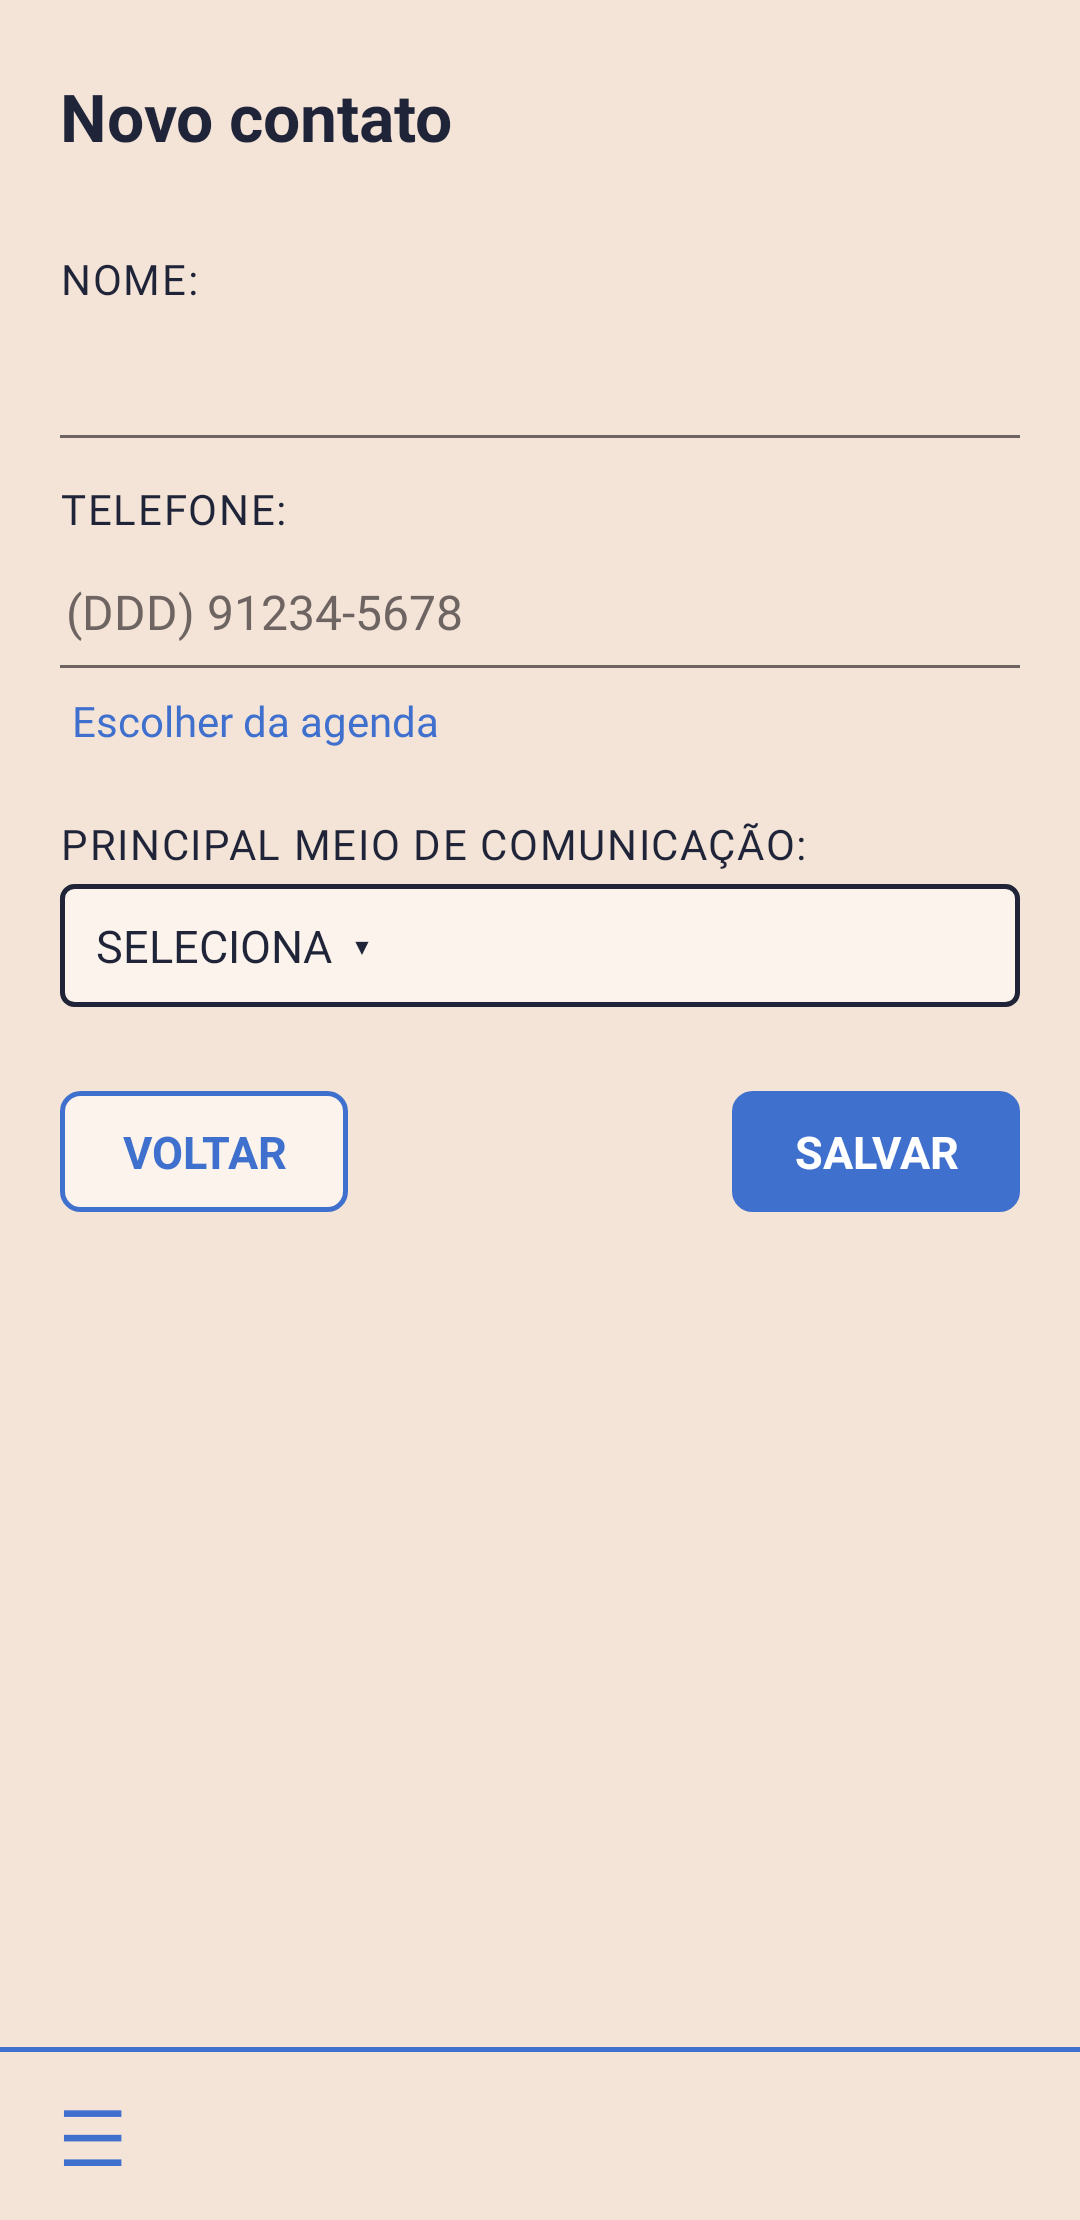 Novo contato
NOME:
TELEFONE:
(DDD) 91234-5678
Escolher da agenda
PRINCIPAL MEIO DE COMUNICAÇÃO:
SELECIONA ▾
VOLTAR
SALVAR